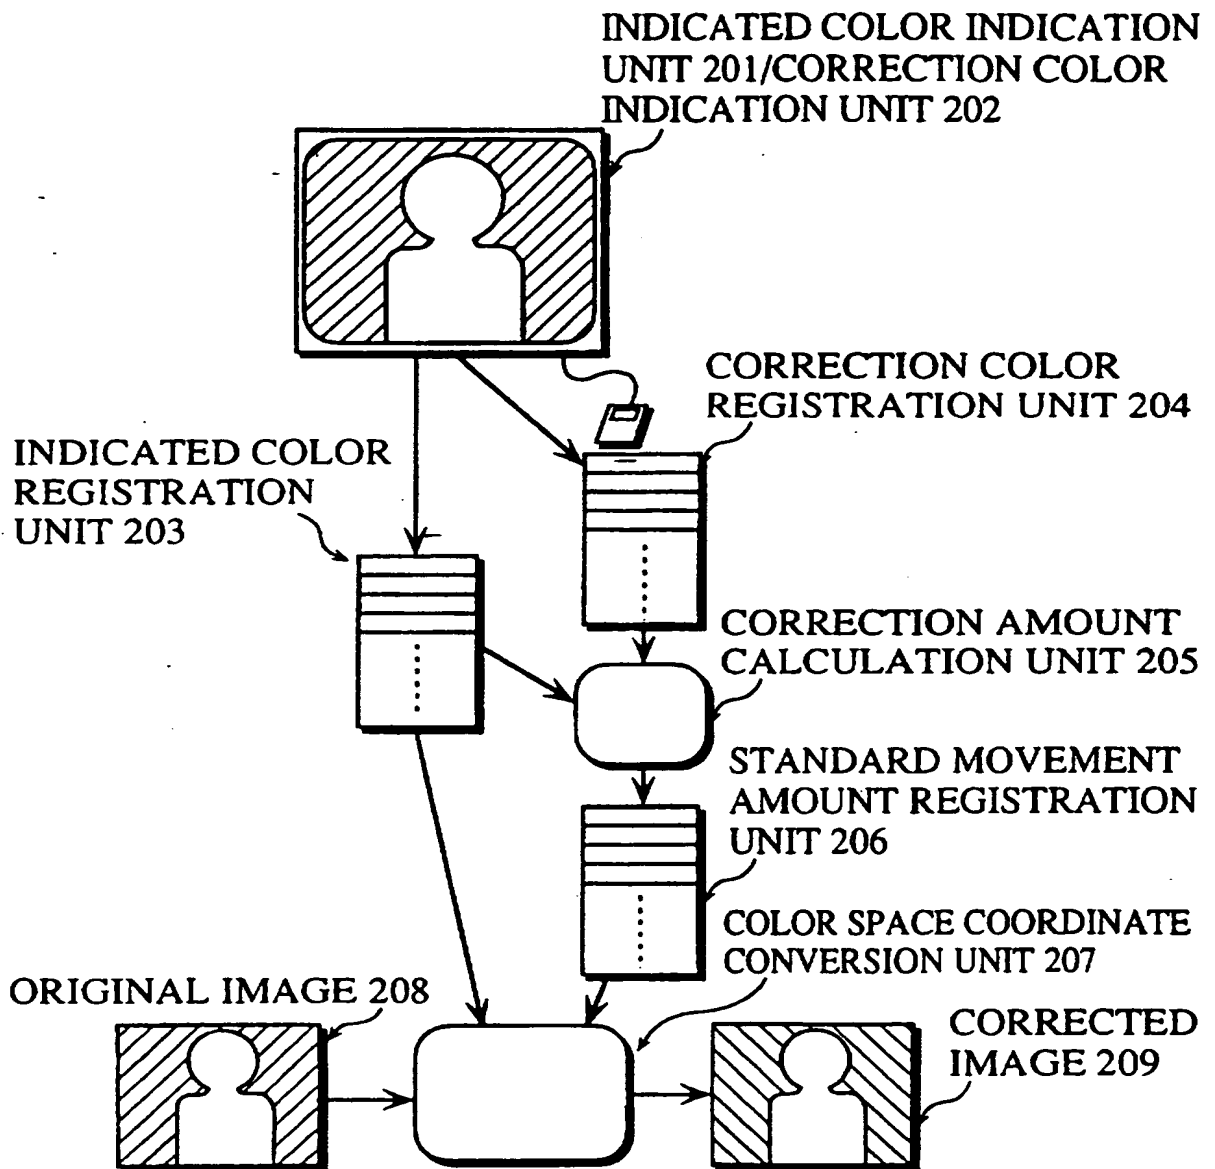 INDICATED COLOR INDICATION
UNIT 201/CORRECTION COLOR
INDICATION UNIT 202
CORRECTION COLOR
REGISTRATION UNIT 204
INDICATED COLOR
REGISTRATION
UNIT 203
CORRECTION AMOUNT
CALCULATION UNIT 205
STANDARD MOVEMENT
AMOUNT REGISTRATION
UNIT 206
COLOR SPACE COORDINATE
CONVERSION UNIT 207
ORIGINAL IMAGE 208
CORRECTED
IMAGE 209